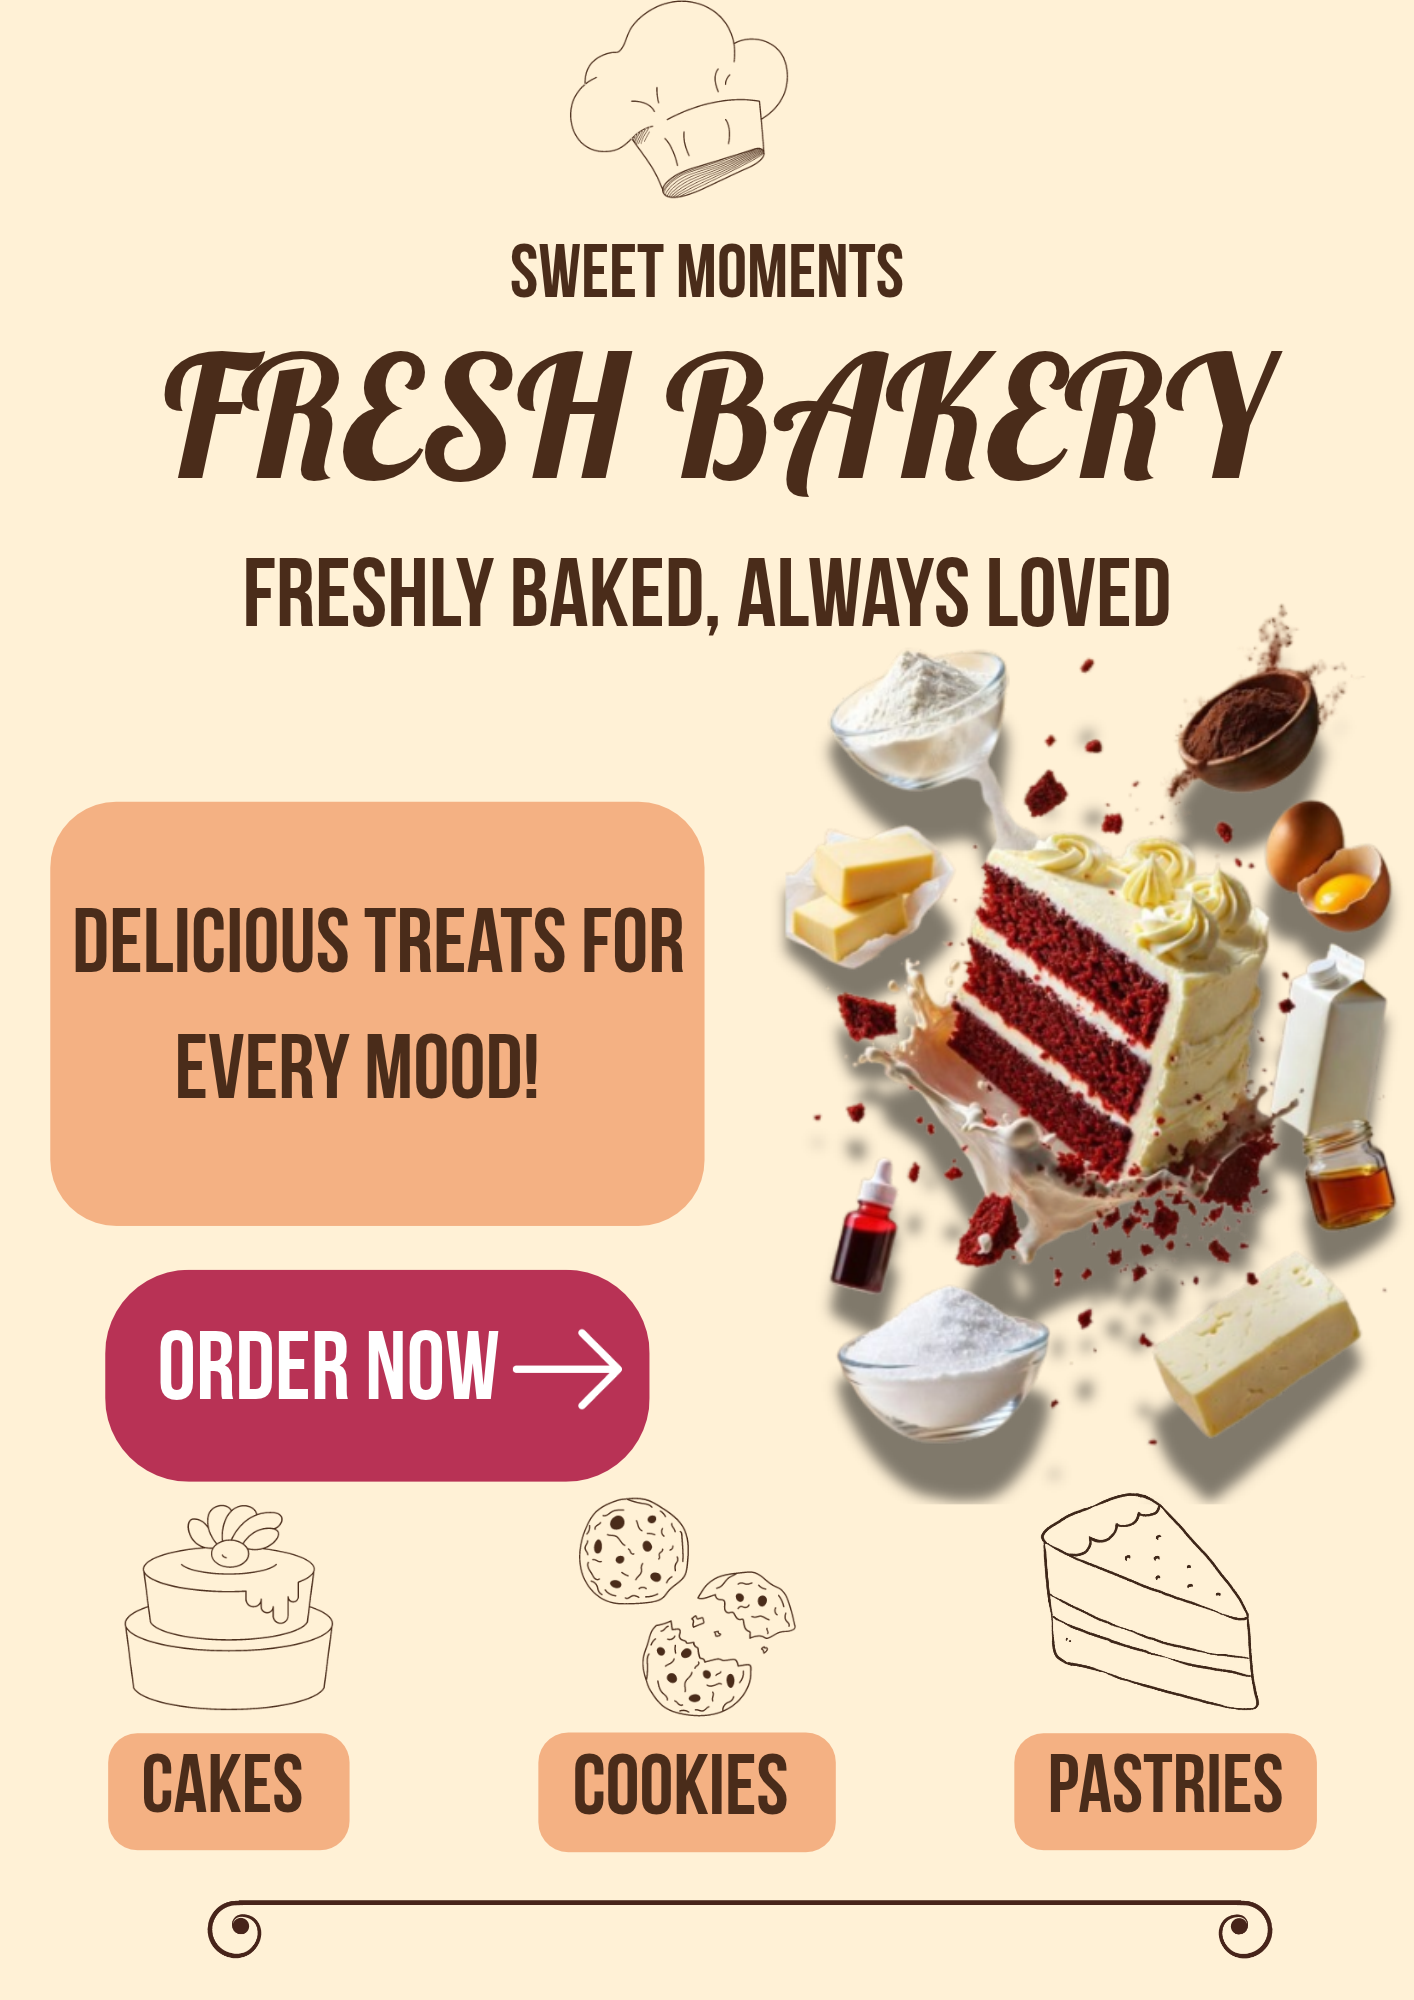 SWEET MOMENTS
FRESH BAKERY
FRESHLY BAKED, ALWAYS LOVED
DELICIOUS TREATS FOR
EVERY MOOD!
ORDER NOW
CAKES
COOKIES
PASTRIES